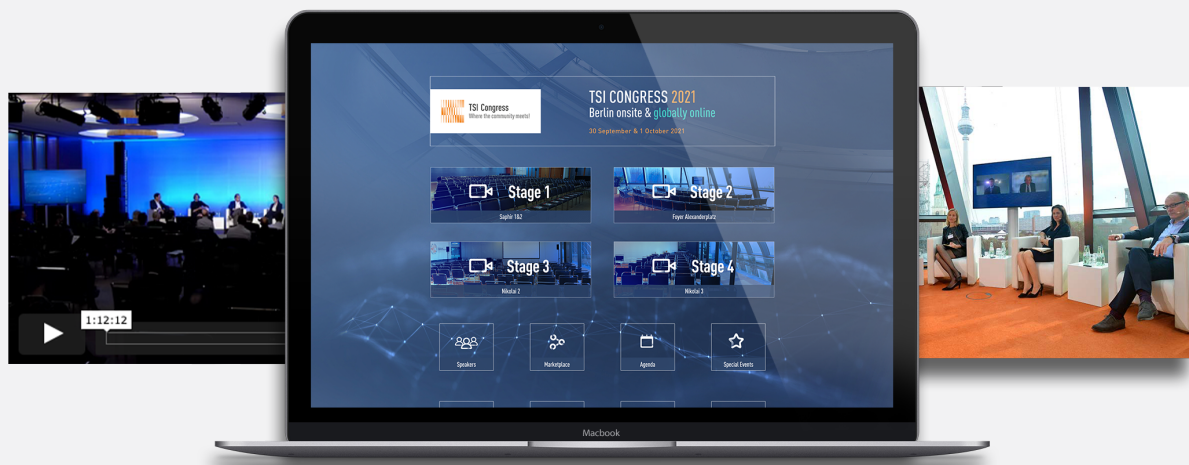 1:12:12
TSI Congress
Where the community meets!
TSI CONGRESS 2021
Berlin onsite & globally online
30 September & 1 October 2021
Stage 1
Saphir 1&2
Stage 2
Foyer Alexanderplatz
Stage 3
Nikolai 2
Stage 4
Nikolai 3
Speakers
Marketplace
Agenda
Special Events
Macbook